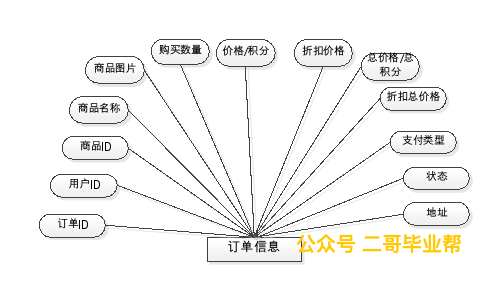 购买数量
价格/积分
折扣价格
商品图片
总价格/总
积分
商品名称
折扣总价格
商品ID
支付类型
用户ID
状态
订单ID
地址
订单信息
公众号 二哥毕业帮